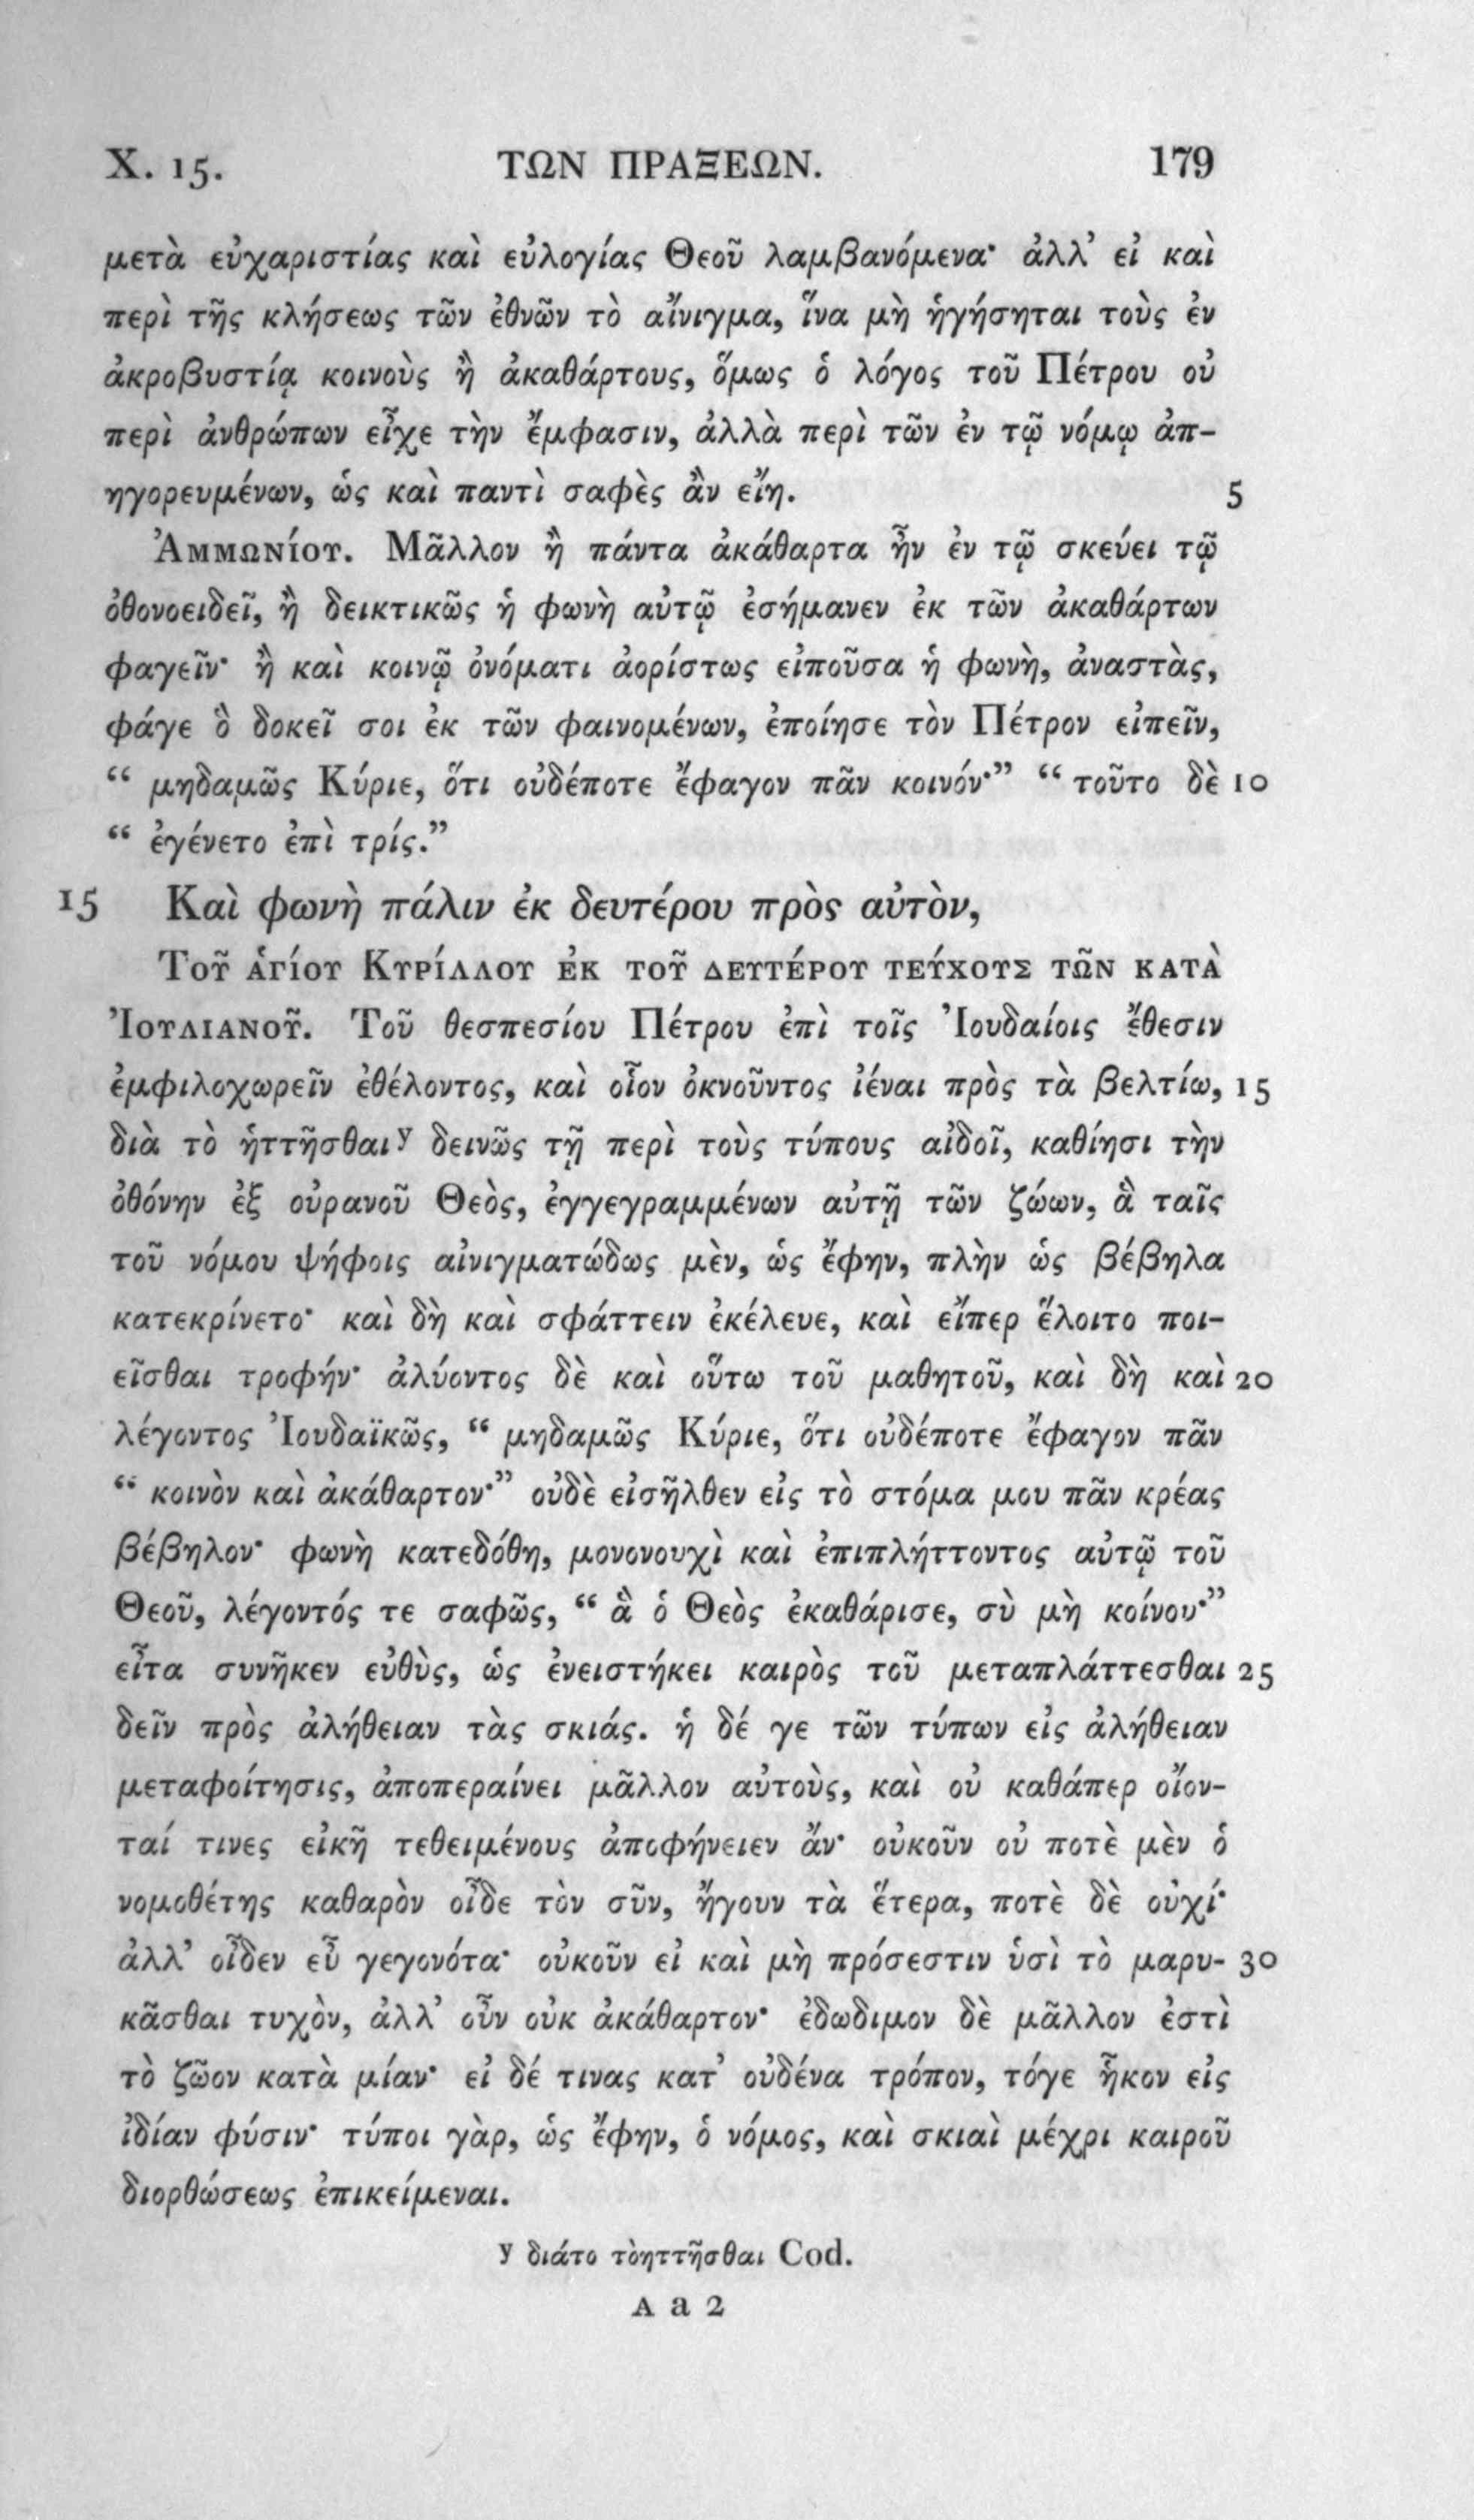 X. 15. ΤΩΝ ΠΡΑΞΕΩΝ. 179
μετὰ εὐχαριστίας καὶ εὐλογίας Θεοῦ λαμβανόμενα· ἀλλ’ εἰ καὶ
περὶ τῆς κλήσεως τῶν ἐθνῶν τὸ αἴνιγμα, ἵνα μὴ ἡγήσηται τοὺς ἐν
ἀκροβυστίᾳ κοινοὺς ἢ ἀκαθάρτους, ὅμως ὁ λόγος τοῦ Πέτρου οὐ
περὶ ἀνθρώπων εἶχε τὴν ἔμφασιν, ἀλλὰ περὶ τῶν ἐν τῷ νόμῳ ἀπ-
ηγορευμένων, ὡς καὶ παντὶ σαφὲς ἂν εἴη. 5
Ἀμμωνίου. Μᾶλλον ἢ πάντα ἀκάθαρτα ἦν ἐν τῷ σκεύει τῷ
ὀθονοειδεῖ, ἢ δεικτικῶς ἡ φωνὴ αὐτῷ ἐσήμανεν ἐκ τῶν ἀκαθάρτων
φαγεῖν· ἢ καὶ κοινῷ ὀνόματι ἀορίστως εἰποῦσα ἡ φωνὴ, ἀναστὰς,
φάγε ὃ δοκεῖ σοι ἐκ τῶν φαινομένων, ἐποίησε τὸν Πέτρον εἰπεῖν,
“ μηδαμῶς Κύριε, ὅτι οὐδέποτε ἔφαγον πᾶν κοινόν·” “ τοῦτο δὲ 10
“ ἐγένετο ἐπὶ τρίς.”
15 Καὶ φωνὴ πάλιν ἐκ δευτέρου πρὸς αὐτὸν,
Τοῦ ἁγίου Κυρίλλου ἐκ τοῦ δευτέρου τεύχους τῶν κατὰ
Ἰουλιανοῦ. Τοῦ θεσπεσίου Πέτρου ἐπὶ τοῖς Ἰουδαίοις ἔθεσιν
ἐμφιλοχωρεῖν ἐθέλοντος, καὶ οἷον ὀκνοῦντος ἰέναι πρὸς τὰ βελτίω, 15
διὰ τὸ ἡττῆσθαι y δεινῶς τῇ περὶ τοὺς τύπους αἰδοῖ, καθίησι τὴν
ὀθόνην ἐξ οὐρανοῦ Θεὸς, ἐγγεγραμμένων αὐτῇ τῶν ζώων, ἃ ταῖς
τοῦ νόμου ψήφοις αἰνιγματώδως μὲν, ὡς ἔφην, πλὴν ὡς βέβηλα
κατεκρίνετο· καὶ δὴ καὶ σφάττειν ἐκέλευε, καὶ εἴπερ ἕλοιτο ποι-
εῖσθαι τροφήν· ἀλύοντος δὲ καὶ οὕτω τοῦ μαθητοῦ, καὶ δὴ καὶ 20
λέγοντος Ἰουδαϊκῶς, “ μηδαμῶς Κύριε, ὅτι οὐδέποτε ἔφαγον πᾶν
“ κοινὸν καὶ ἀκάθαρτον·” οὐδὲ εἰσῆλθεν εἰς τὸ στόμα μου πᾶν κρέας
βέβηλον· φωνὴ κατεδόθη, μονονουχὶ καὶ ἐπιπλήττοντος αὐτῷ τοῦ
Θεοῦ, λέγοντός τε σαφῶς, “ ἃ ὁ Θεὸς ἐκαθάρισε, σὺ μὴ κοίνου·”
εἶτα συνῆκεν εὐθὺς, ὡς ἐνειστήκει καιρὸς τοῦ μεταπλάττεσθαι 25
δεῖν πρὸς ἀλήθειαν τὰς σκιάς. ἡ δέ γε τῶν τύπων εἰς ἀλήθειαν
μεταφοίτησις, ἀποπεραίνει μᾶλλον αὐτοὺς, καὶ οὐ καθάπερ οἴον-
ταί τινες εἰκῆ τεθειμένους ἀποφήνειεν ἄν· οὐκοῦν οὐ ποτὲ μὲν ὁ
νομοθέτης καθαρὸν οἶδε τὸν σῦν, ἤγουν τὰ ἕτερα, ποτὲ δὲ οὐχί·
ἀλλ’ οἶδεν εὖ γεγονότα· οὐκοῦν εἰ καὶ μὴ πρόσεστιν ὑσὶ τὸ μαρυ- 30
κᾶσθαι τυχὸν, ἀλλ’ οὖν οὐκ ἀκάθαρτον· ἐδωδιμον δὲ μᾶλλον ἐστὶ
τὸ ζῶον κατὰ μίαν· εἰ δέ τινας κατ’ οὐδένα τρόπον, τόγε ἧκον εἰς
ἰδίαν φύσιν· τύποι γὰρ, ὡς ἔφην, ὁ νόμος, καὶ σκιαὶ μέχρι καιροῦ
διορθώσεως ἐπικείμεναι.
y διάτο τὸηττῆσθαι Cod.
A a 2